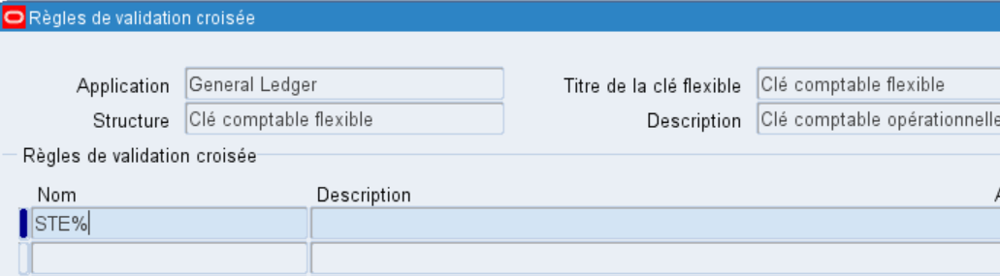 Règles de validation croisée
Application General Ledger Titre de la clé flexible Clé comptable flexible
Structure Clé comptable flexible Description Clé comptable opérationnelle
Règles de validation croisée
Nom Description
STE%